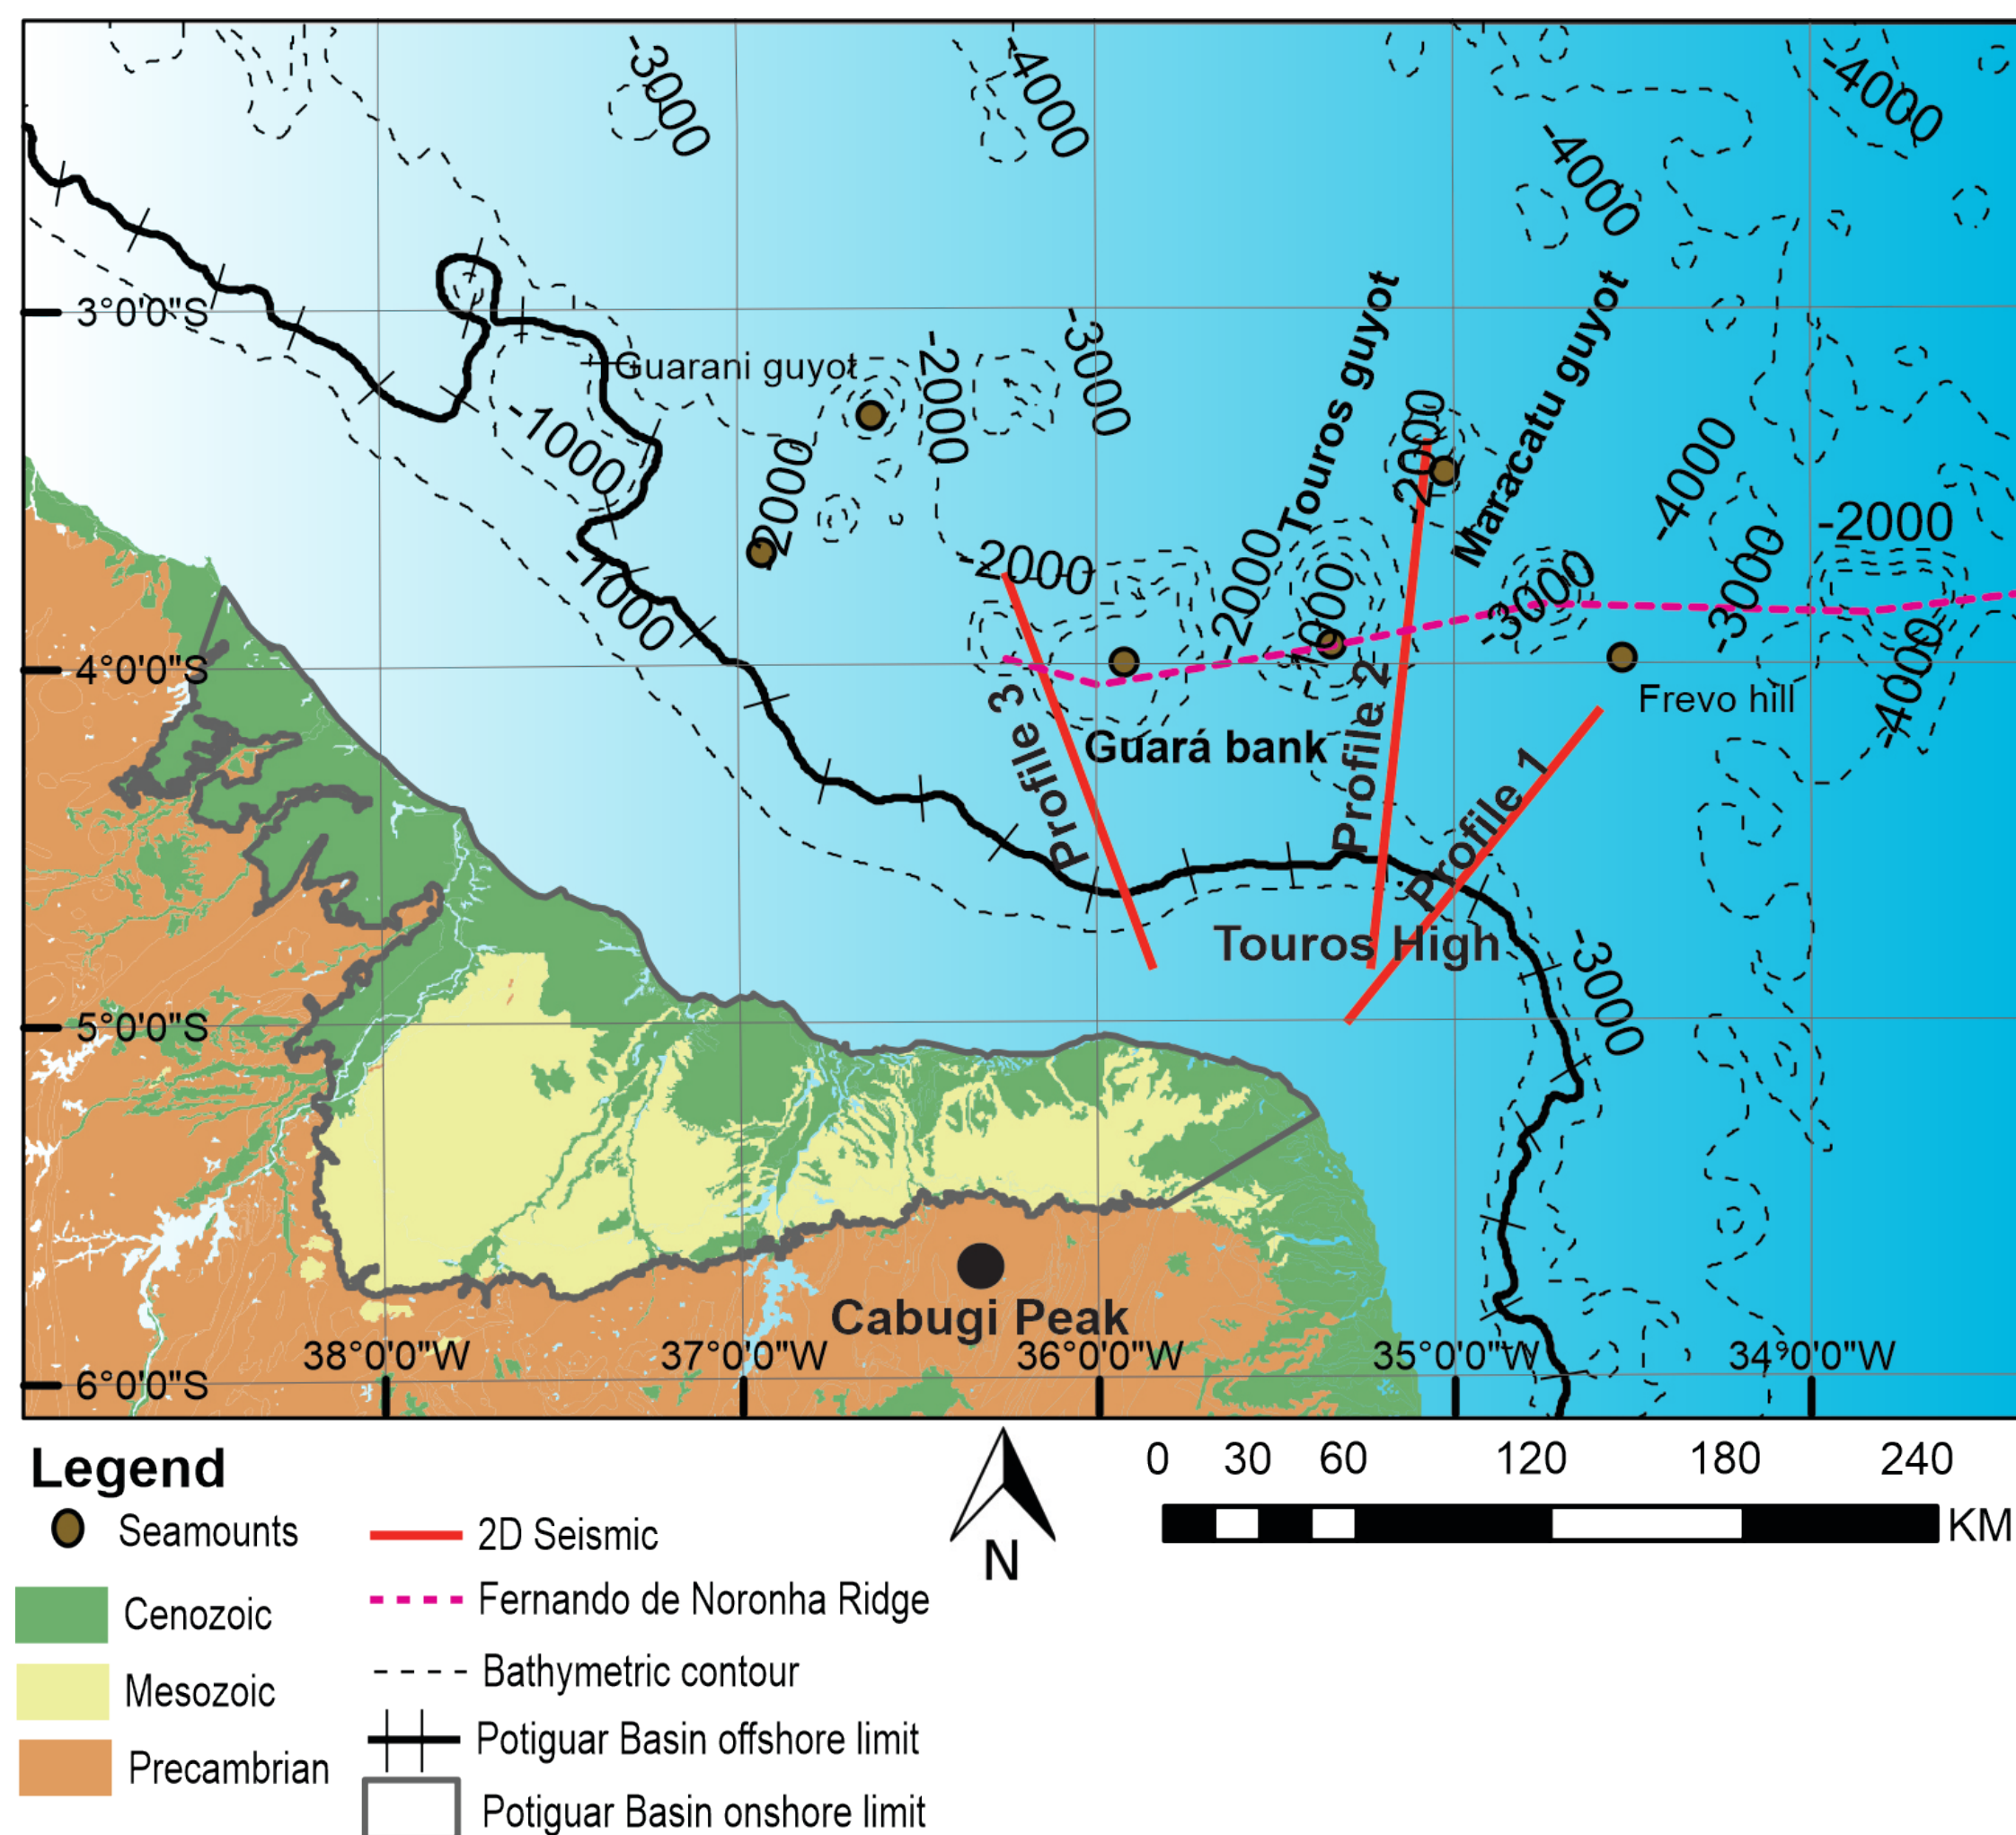 -3000
-4000
-4000
-4000
3°0'0"S
Guarani guyot
-2000
-3000
Touros guyot
Maracatu guyot
-1000
-2000
-2000
-4000
-2000
-1000
-2000
-2000
-1000
-3000
-3000
4°0'0"S
Frevo hill
-4000
Profile 3
Guará bank
Profile 2
Profile 1
Touros High
-3000
5°0'0"S
Cabugi Peak
38°0'0"W
37°0'0"W
36°0'0"W
35°0'0"W
34°0'0"W
6°0'0"S
Legend
Seamounts
Cenozoic
Mesozoic
Precambrian
2D Seismic
Fernando de Noronha Ridge
Bathymetric contour
Potiguar Basin offshore limit
Potiguar Basin onshore limit
N
0 30 60 120 180 240
KM